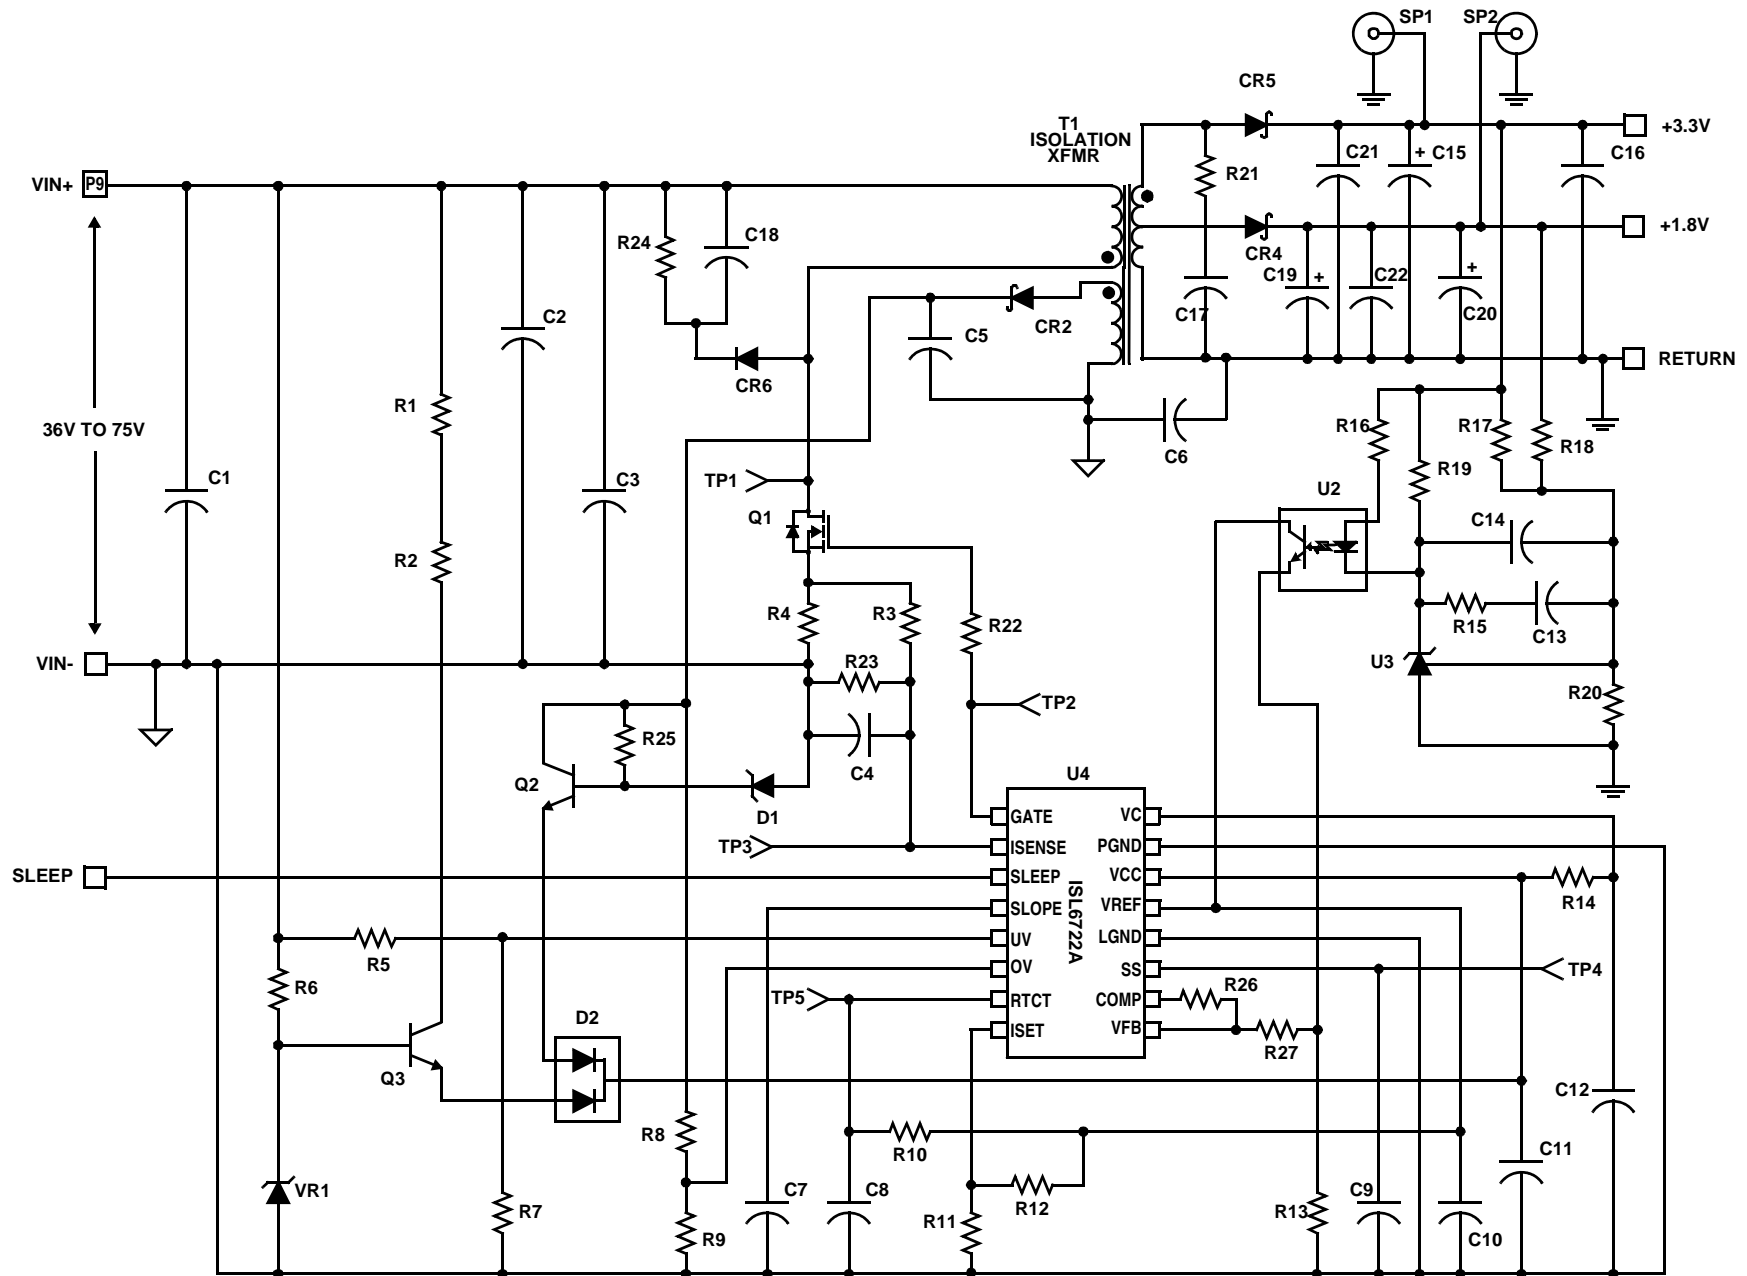 SP1
SP2
CR5
T1
ISOLATION
XFMR
+3.3V
C21
+ C15
C16
R21
VIN+
P9
R24
C18
+1.8V
CR4
C19
+
C22
+
C20
C17
CR2
C5
C2
CR6
RETURN
R1
36V TO 75V
C6
R16
R17
R18
R19
C1
C3
TP1
U2
Q1
C14
R2
R4
R3
R22
R15
C13
VIN-
R23
U3
R20
TP2
R25
C4
Q2
D1
U4
GATE
VC
TP3
ISENSE
PGND
SLEEP
SLEEP
VCC
R14
SLOPE
VREF
ISL6722A
UV
LGND
R5
OV
SS
TP4
R6
TP5
RTCT
COMP
R26
ISET
VFB
R27
D2
Q3
C12
R8
R10
C11
VR1
C7
C8
R12
C9
R7
R9
R11
R13
C10